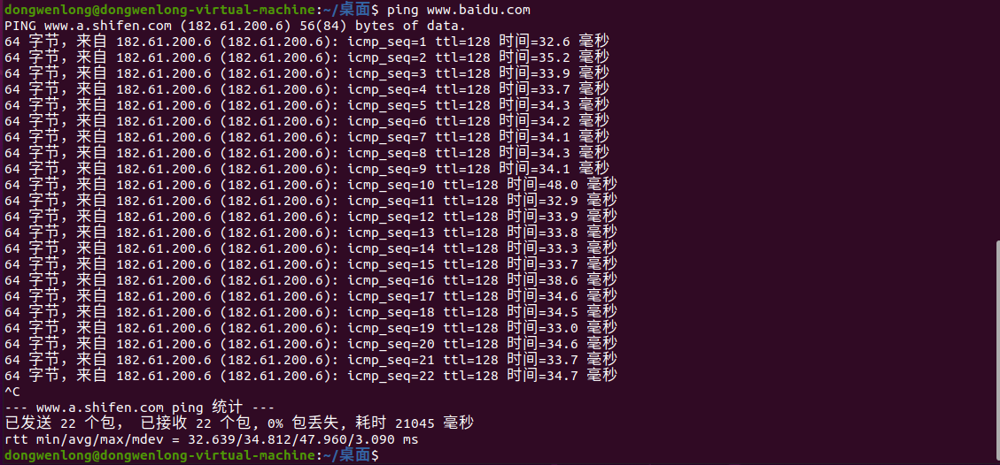 dongwenlong@dongwenlong-virtual-machine:~/桌面$ ping www.baidu.com
PING www.a.shifen.com (182.61.200.6) 56(84) bytes of data.
64 字节，来自 182.61.200.6 (182.61.200.6): icmp_seq=1 ttl=128 时间=32.6 毫秒
64 字节，来自 182.61.200.6 (182.61.200.6): icmp_seq=2 ttl=128 时间=35.2 毫秒
64 字节，来自 182.61.200.6 (182.61.200.6): icmp_seq=3 ttl=128 时间=33.9 毫秒
64 字节，来自 182.61.200.6 (182.61.200.6): icmp_seq=4 ttl=128 时间=33.7 毫秒
64 字节，来自 182.61.200.6 (182.61.200.6): icmp_seq=5 ttl=128 时间=34.3 毫秒
64 字节，来自 182.61.200.6 (182.61.200.6): icmp_seq=6 ttl=128 时间=34.2 毫秒
64 字节，来自 182.61.200.6 (182.61.200.6): icmp_seq=7 ttl=128 时间=34.1 毫秒
64 字节，来自 182.61.200.6 (182.61.200.6): icmp_seq=8 ttl=128 时间=34.3 毫秒
64 字节，来自 182.61.200.6 (182.61.200.6): icmp_seq=9 ttl=128 时间=34.1 毫秒
64 字节，来自 182.61.200.6 (182.61.200.6): icmp_seq=10 ttl=128 时间=48.0 毫秒
64 字节，来自 182.61.200.6 (182.61.200.6): icmp_seq=11 ttl=128 时间=32.9 毫秒
64 字节，来自 182.61.200.6 (182.61.200.6): icmp_seq=12 ttl=128 时间=33.9 毫秒
64 字节，来自 182.61.200.6 (182.61.200.6): icmp_seq=13 ttl=128 时间=33.8 毫秒
64 字节，来自 182.61.200.6 (182.61.200.6): icmp_seq=14 ttl=128 时间=33.3 毫秒
64 字节，来自 182.61.200.6 (182.61.200.6): icmp_seq=15 ttl=128 时间=33.7 毫秒
64 字节，来自 182.61.200.6 (182.61.200.6): icmp_seq=16 ttl=128 时间=38.6 毫秒
64 字节，来自 182.61.200.6 (182.61.200.6): icmp_seq=17 ttl=128 时间=34.6 毫秒
64 字节，来自 182.61.200.6 (182.61.200.6): icmp_seq=18 ttl=128 时间=34.5 毫秒
64 字节，来自 182.61.200.6 (182.61.200.6): icmp_seq=19 ttl=128 时间=33.0 毫秒
64 字节，来自 182.61.200.6 (182.61.200.6): icmp_seq=20 ttl=128 时间=34.6 毫秒
64 字节，来自 182.61.200.6 (182.61.200.6): icmp_seq=21 ttl=128 时间=33.7 毫秒
64 字节，来自 182.61.200.6 (182.61.200.6): icmp_seq=22 ttl=128 时间=34.7 毫秒
^C
--- www.a.shifen.com ping 统计 ---
已发送 22 个包， 已接收 22 个包, 0% 包丢失, 耗时 21045 毫秒
rtt min/avg/max/mdev = 32.639/34.812/47.960/3.090 ms
dongwenlong@dongwenlong-virtual-machine:~/桌面$